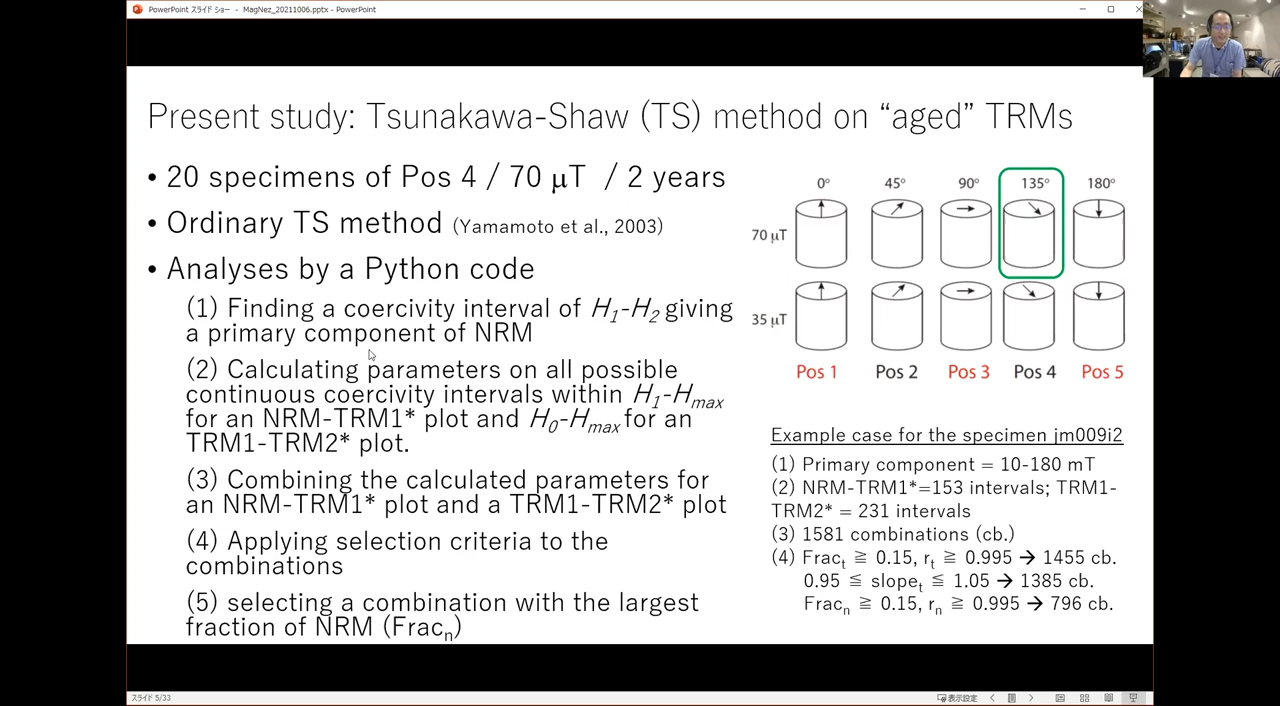 PowerPoint スライド ショー - MagNez_20211006.pptx - PowerPoint
Present study: Tsunakawa-Shaw (TS) method on “aged” TRMs
• 20 specimens of Pos 4 / 70 μT / 2 years
• Ordinary TS method (Yamamoto et al., 2003)
• Analyses by a Python code
(1) Finding a coercivity interval of H1-H2 giving
a primary component of NRM
(2) Calculating parameters on all possible
continuous coercivity intervals within H1-Hmax
for an NRM-TRM1* plot and H0-Hmax for an
TRM1-TRM2* plot.
(3) Combining the calculated parameters for
an NRM-TRM1* plot and a TRM1-TRM2* plot
(4) Applying selection criteria to the
combinations
(5) selecting a combination with the largest
fraction of NRM (Fracn)
0° 45° 90° 135° 180°
70 μT
35 μT
Pos 1 Pos 2 Pos 3 Pos 4 Pos 5
Example case for the specimen jm009i2
(1) Primary component = 10-180 mT
(2) NRM-TRM1*=153 intervals; TRM1-
TRM2* = 231 intervals
(3) 1581 combinations (cb.)
(4) Fract ≧ 0.15, rt ≧ 0.995 → 1455 cb.
0.95 ≦ slopet ≦ 1.05 → 1385 cb.
Fracn ≧ 0.15, rn ≧ 0.995 → 796 cb.
スライド 5/33
表示設定